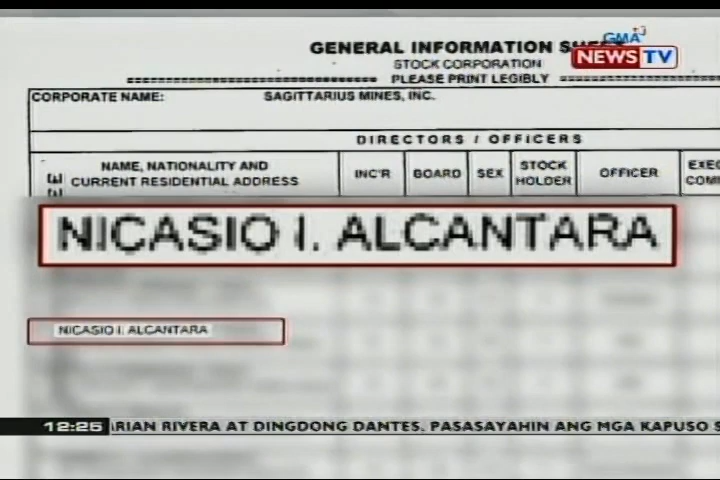 GENERAL INFORMATION
GMA
NEWS TV
STOCK CORPORATION
PLEASE PRINT LEGIBLY
CORPORATE NAME: SAGITTARIUS MINES, INC.
DIRECTORS / OFFICERS
NAME, NATIONALITY AND
CURRENT RESIDENTIAL ADDRESS
INC'R BOARD SEX STOCK HOLDER OFFICER
NICASIO I. ALCANTARA
NICASIO I. ALCANTARA
12:25 ARIAN RIVERA AT DINGDONG DANTES, PASASAYAHIN ANG MGA KAPUSO S